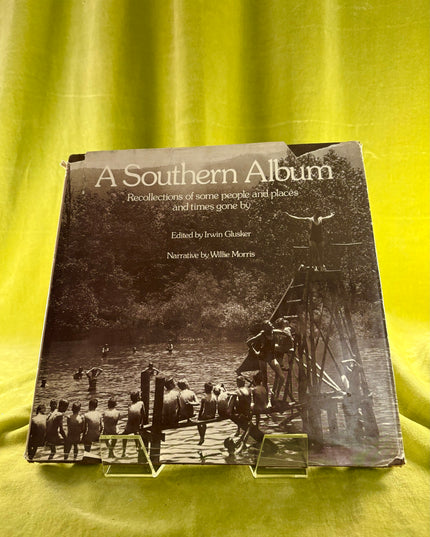 A Southern Album
Recollections of some people and places
and times gone by
Edited by Irwin Glusker
Narrative by Willie Morris